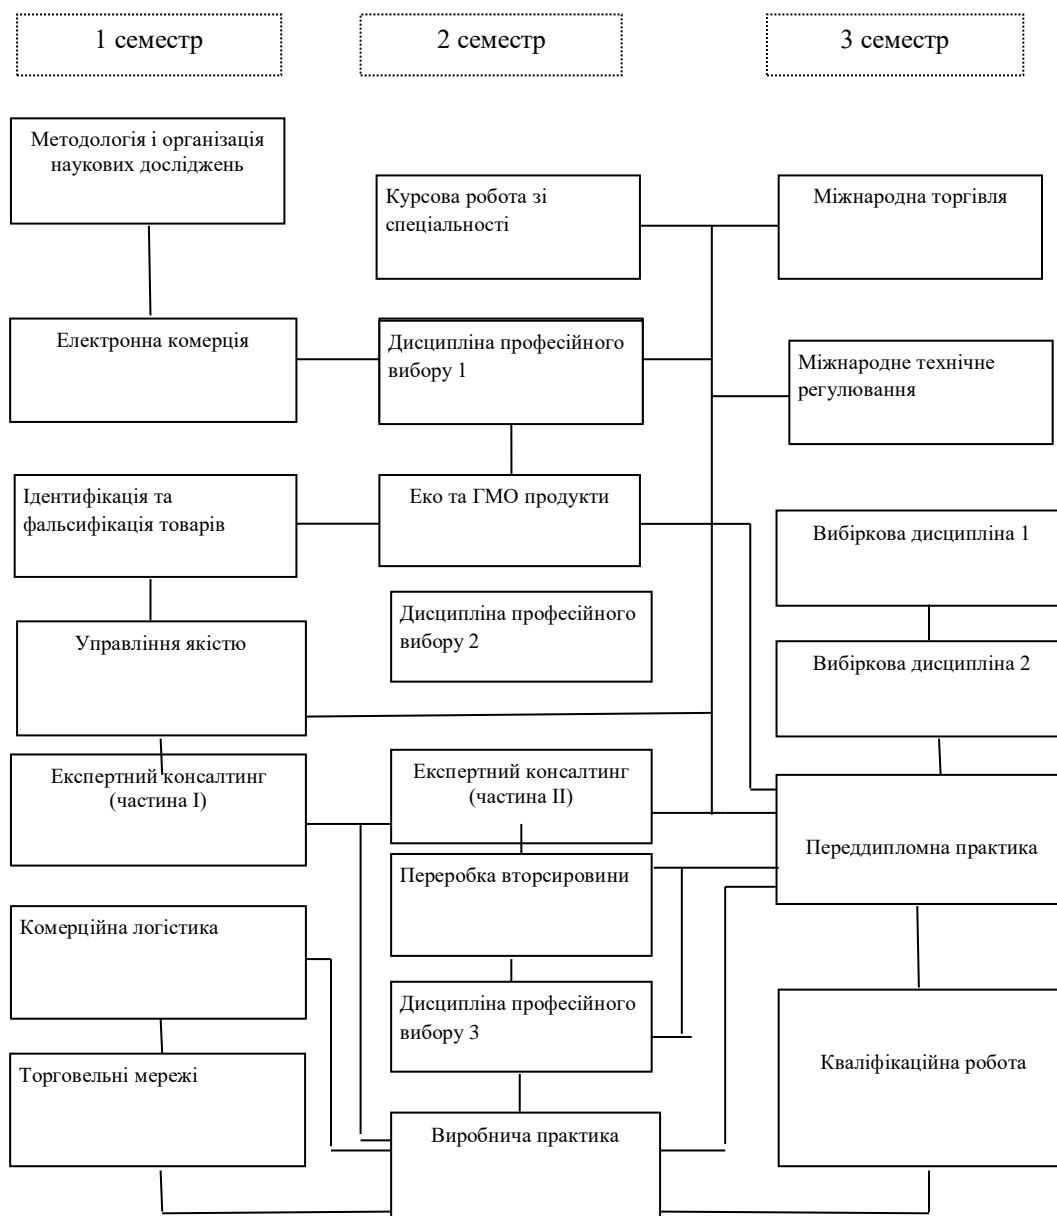 1 семестр
2 семестр
3 семестр
Методологія і організація
наукових досліджень
Курсова робота зі
спеціальності
Міжнародна торгівля
Електронна комерція
Дисципліна професійного
вибору 1
Міжнародне технічне
регулювання
Ідентифікація та
фальсифікація товарів
Еко та ГМО продукти
Вибіркова дисципліна 1
Дисципліна професійного
вибору 2
Управління якістю
Вибіркова дисципліна 2
Експертний консалтинг
(частина І)
Експертний консалтинг
(частина ІІ)
Переддипломна практика
Переробка вторсировини
Комерційна логістика
Дисципліна професійного
вибору 3
Кваліфікаційна робота
Торговельні мережі
Виробнича практика